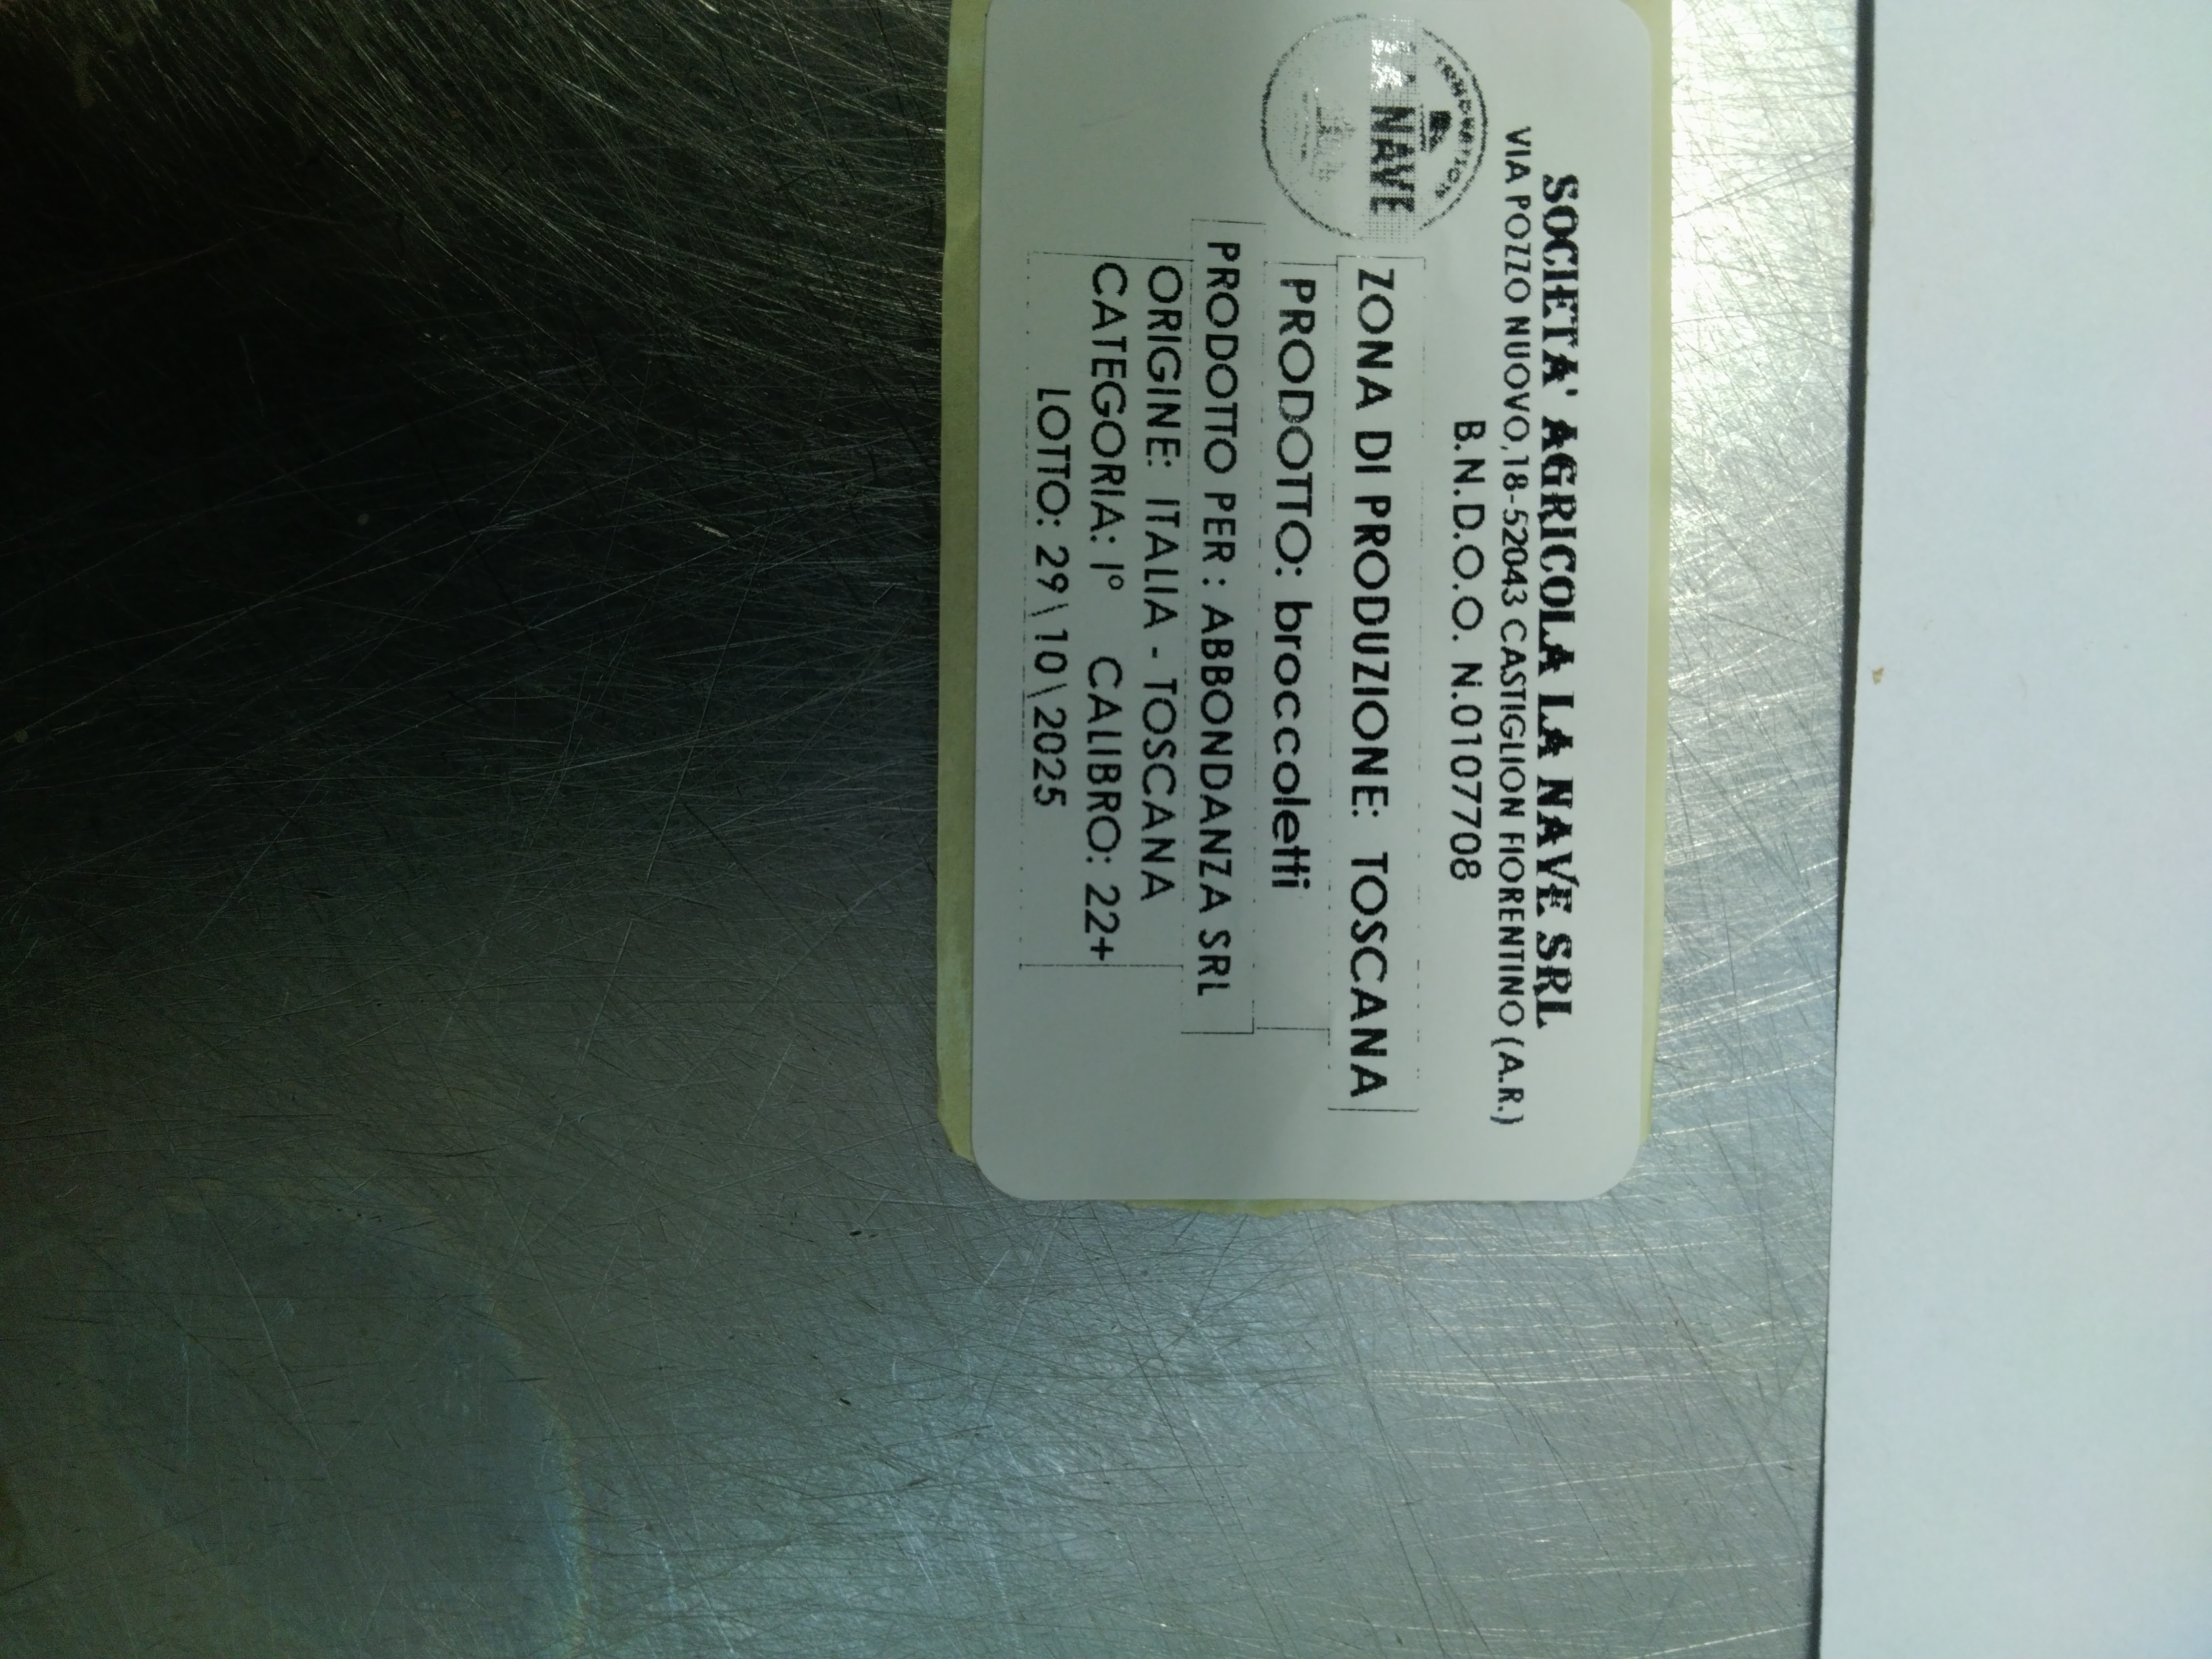 SOCIETA' AGRICOLA LA NAVE SRL
VIA POZZO NUOVO,18-52043 CASTIGLION FIORENTINO (A.R.)
B.N.D.O.O. N.0107708
NAVE
ZONA DI PRODUZIONE: TOSCANA
PRODOTTO: broccoletti
PRODOTTO PER : ABBONDANZA SRL
ORIGINE: ITALIA - TOSCANA
CATEGORIA: I° CALIBRO: 22+
LOTTO: 29\10\2025